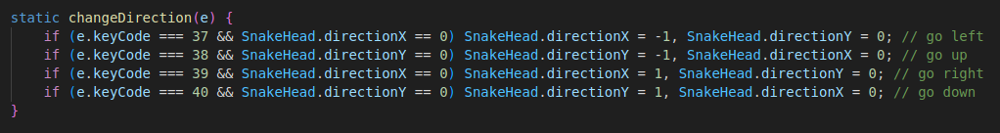 static changeDirection(e) {
    if (e.keyCode === 37 && SnakeHead.directionX == 0) SnakeHead.directionX = -1, SnakeHead.directionY = 0; // go left
    if (e.keyCode === 38 && SnakeHead.directionY == 0) SnakeHead.directionY = -1, SnakeHead.directionX = 0; // go up
    if (e.keyCode === 39 && SnakeHead.directionX == 0) SnakeHead.directionX = 1, SnakeHead.directionY = 0; // go right
    if (e.keyCode === 40 && SnakeHead.directionY == 0) SnakeHead.directionY = 1, SnakeHead.directionX = 0; // go down
}